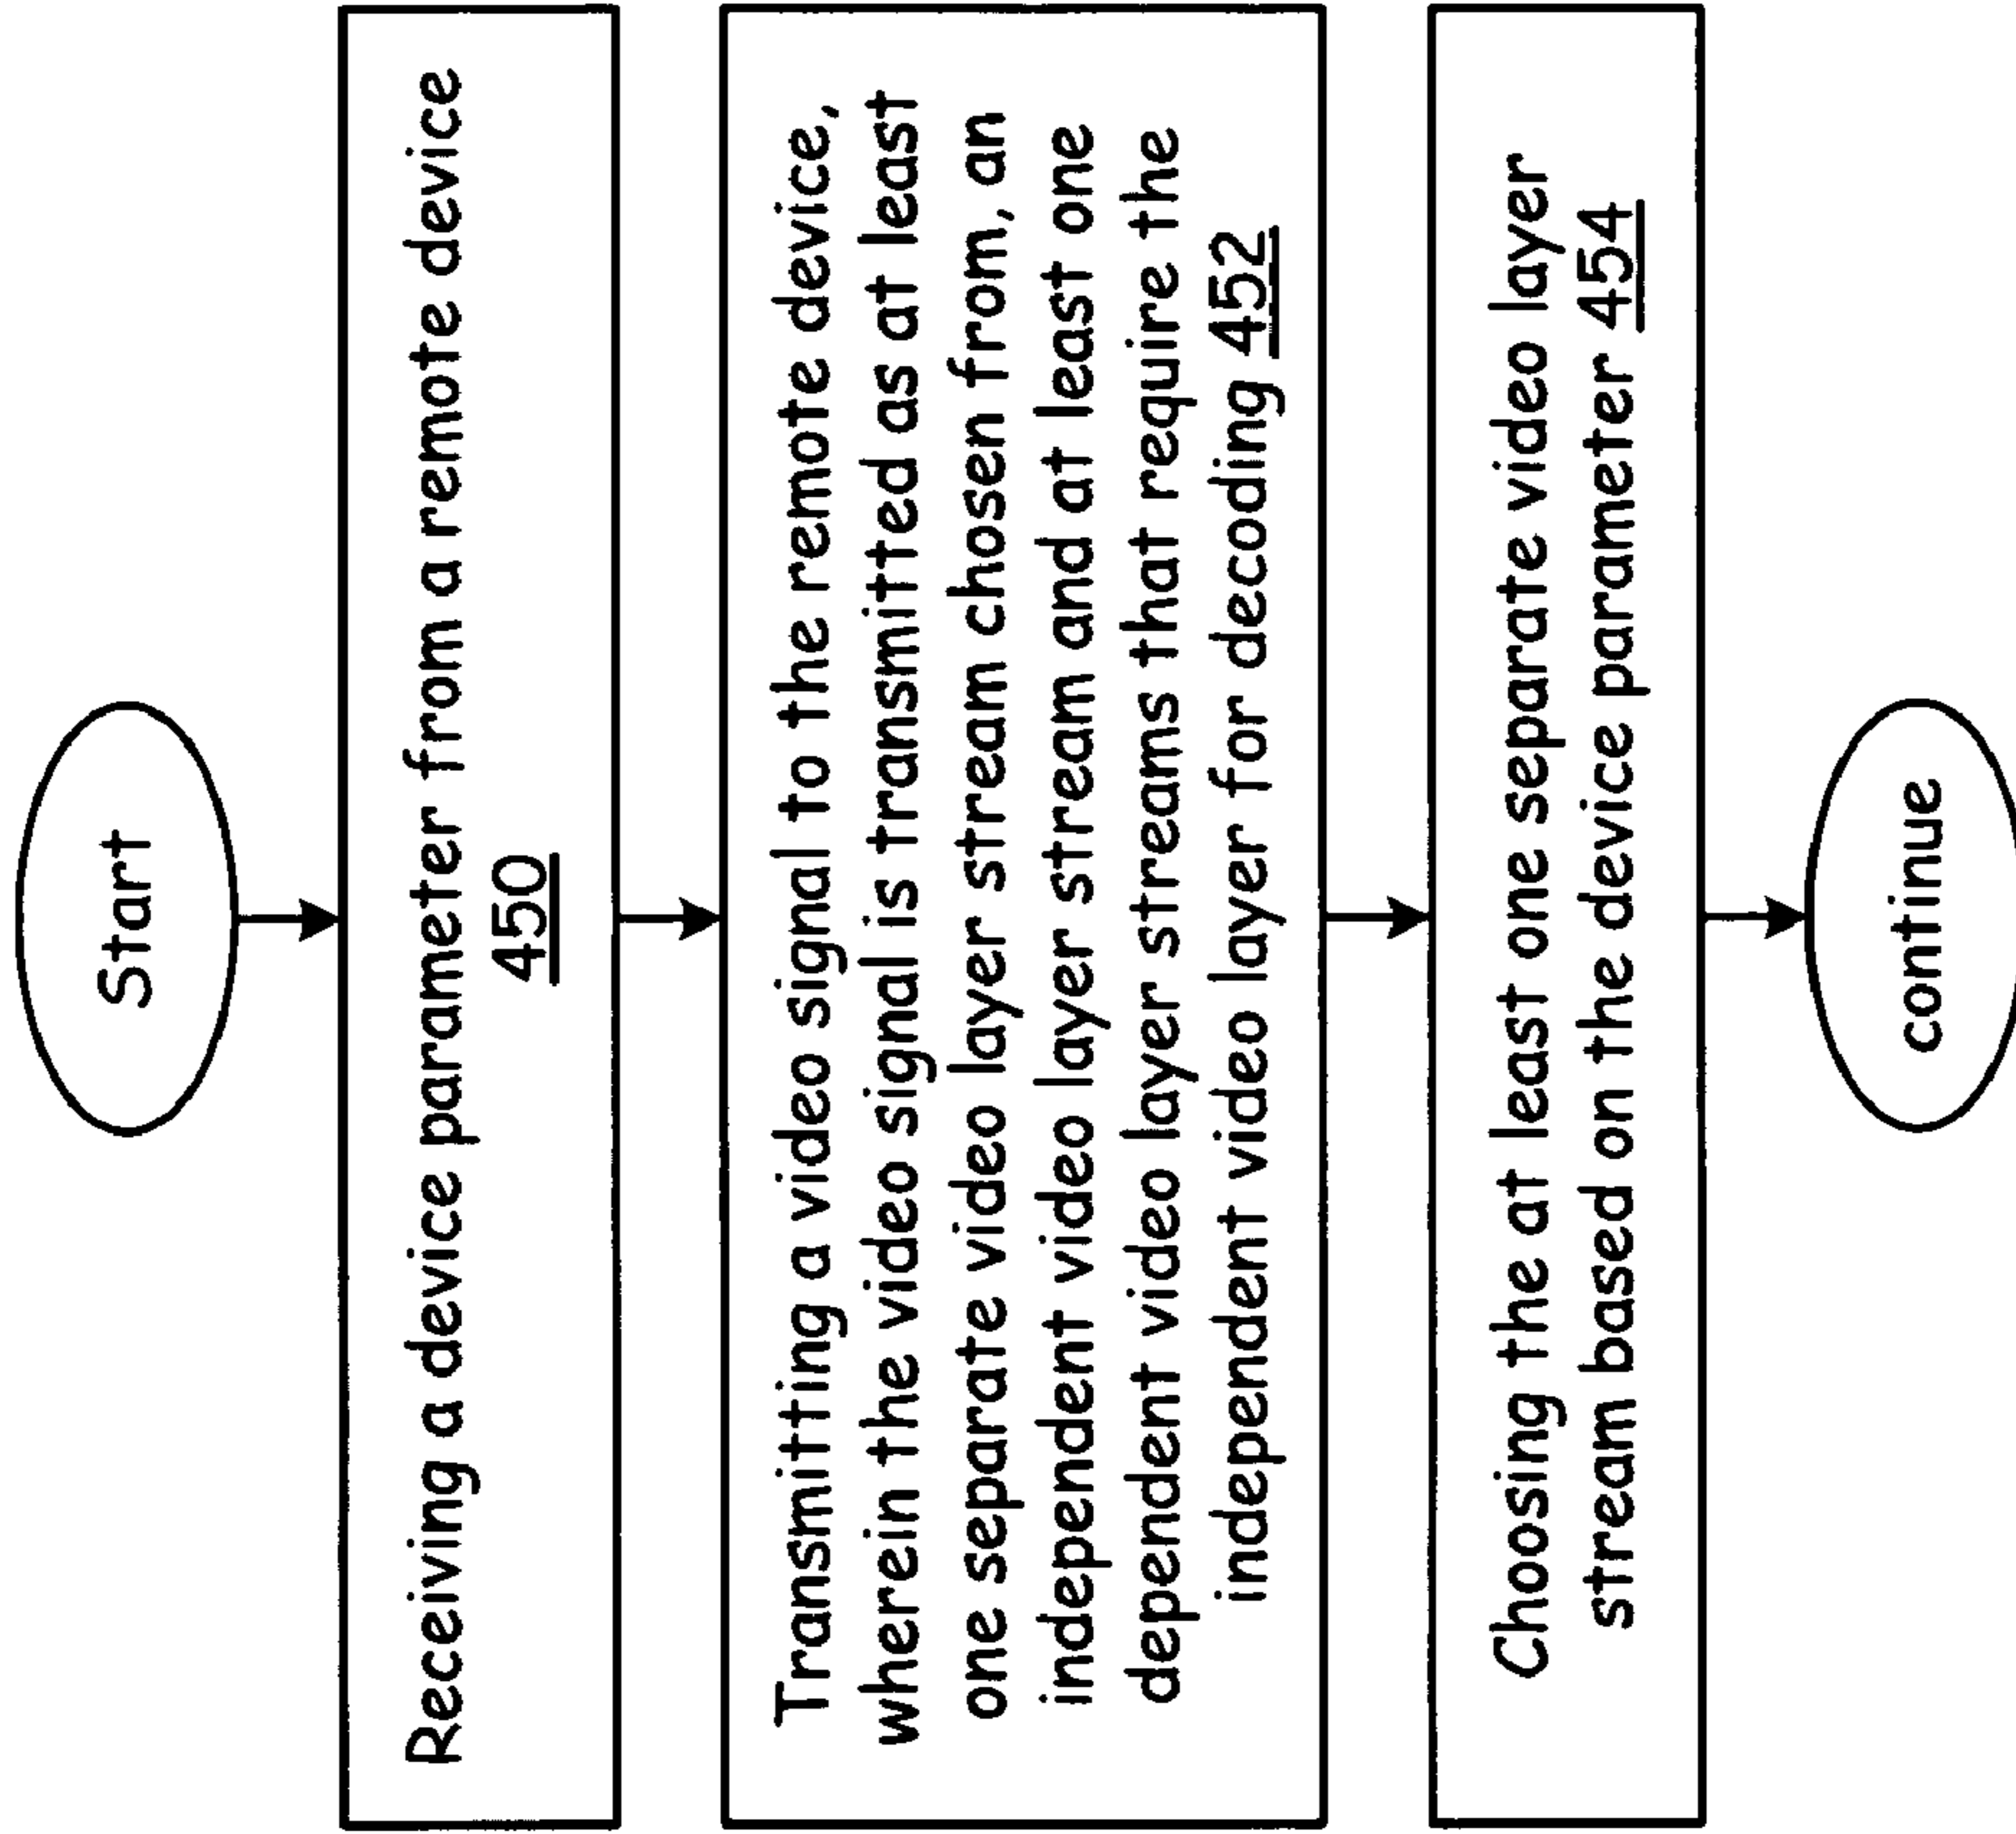 Start
Receiving a device parameter from a remote device
450
Transmitting a video signal to the remote device,
wherein the video signal is transmitted as at least
one separate video layer stream chosen from, an
independent video layer stream and at least one
dependent video layer streams that require the
independent video layer for decoding 452
Choosing the at least one separate video layer
stream based on the device parameter 454
continue